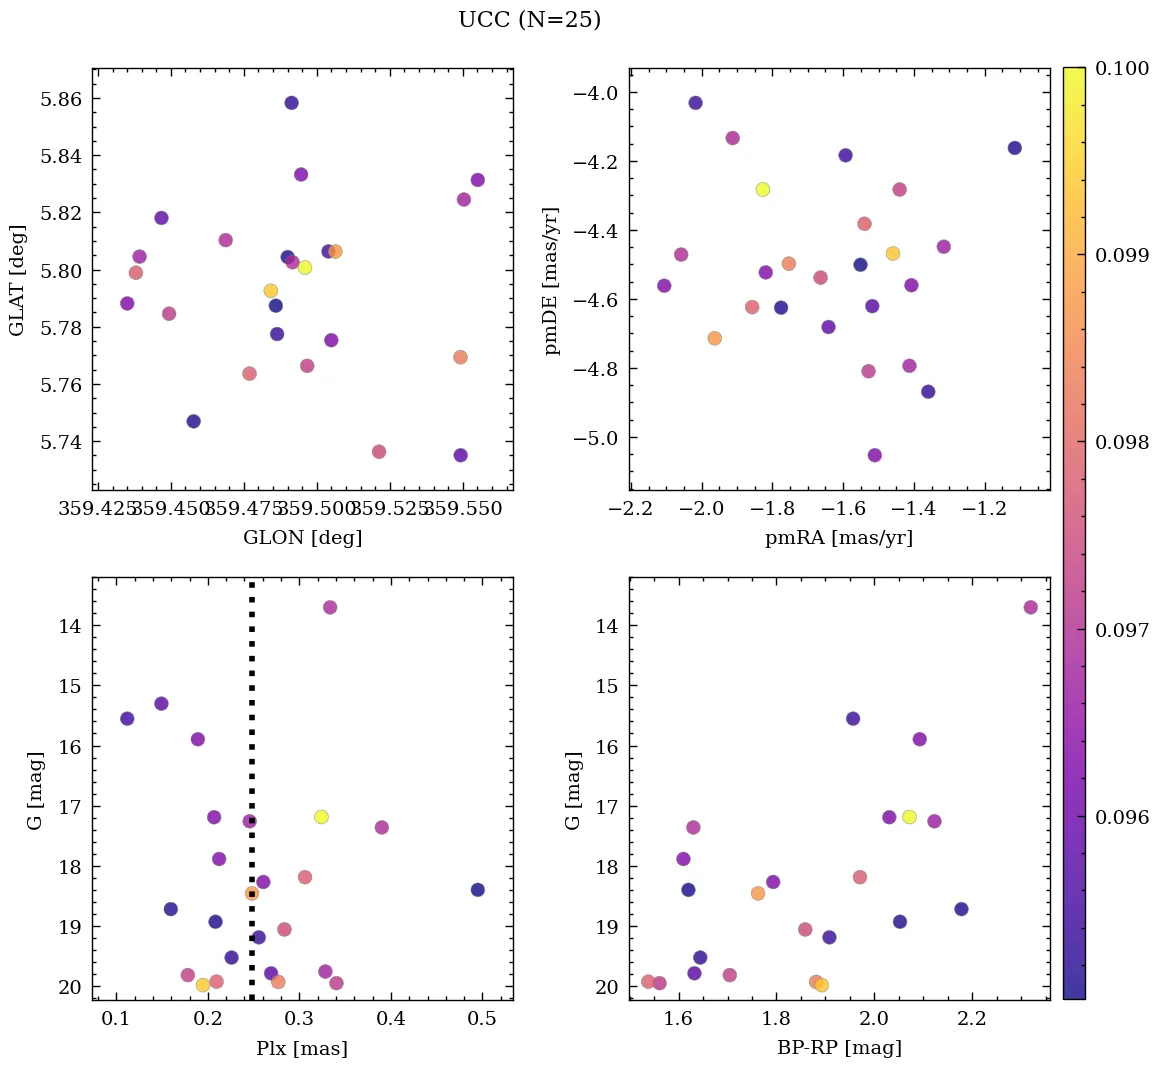 UCC (N=25)
5.86
5.84
5.82
5.80
5.78
5.76
5.74
GLAT [deg]
359.425 359.450 359.475 359.500 359.525 359.550
GLON [deg]
−4.0
−4.2
−4.4
−4.6
−4.8
−5.0
pmDE [mas/yr]
−2.2 −2.0 −1.8 −1.6 −1.4 −1.2
pmRA [mas/yr]
14
15
16
17
18
19
20
G [mag]
0.1 0.2 0.3 0.4 0.5
Plx [mas]
14
15
16
17
18
19
20
G [mag]
1.6 1.8 2.0 2.2
BP-RP [mag]
0.100
0.099
0.098
0.097
0.096